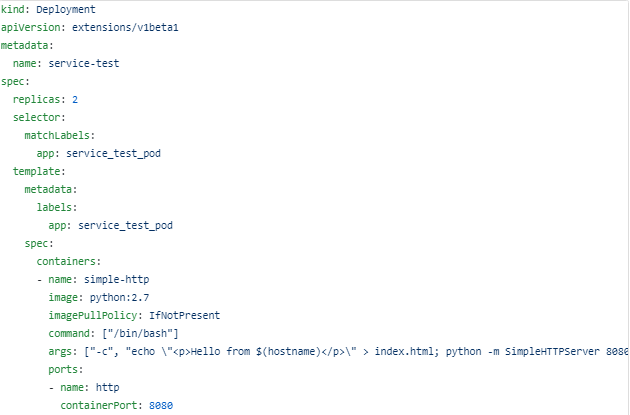 kind: Deployment
apiVersion: extensions/v1beta1
metadata:
  name: service-test
spec:
  replicas: 2
  selector:
    matchLabels:
      app: service_test_pod
  template:
    metadata:
      labels:
        app: service_test_pod
    spec:
      containers:
      - name: simple-http
        image: python:2.7
        imagePullPolicy: IfNotPresent
        command: ["/bin/bash"]
        args: ["-c", "echo \"<p>Hello from $(hostname)</p>\" > index.html; python -m SimpleHTTPServer 8080
        ports:
        - name: http
          containerPort: 8080